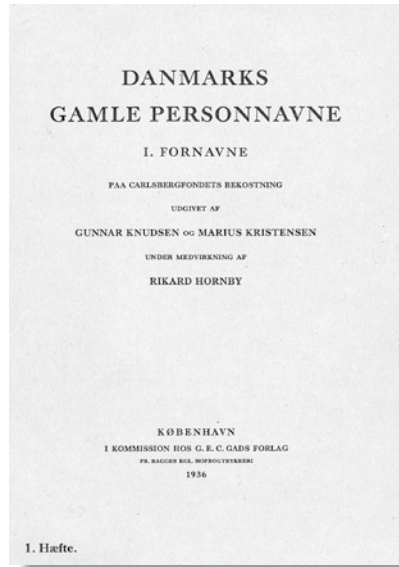 DANMARKS
GAMLE PERSONNAVNE
I. FORNAVNE
PAA CARLSBERGFONDETS BEKOSTNING
UDGIVET AF
GUNNAR KNUDSEN OG MARIUS KRISTENSEN
UNDER MEDVIRKNING AF
RIKARD HORNBY
KØBENHAVN
I KOMMISSION HOS G. E. C. GADS FORLAG
FR. BAGGES KGL. HOFBOGTRYKKERI
1936
1. Hæfte.